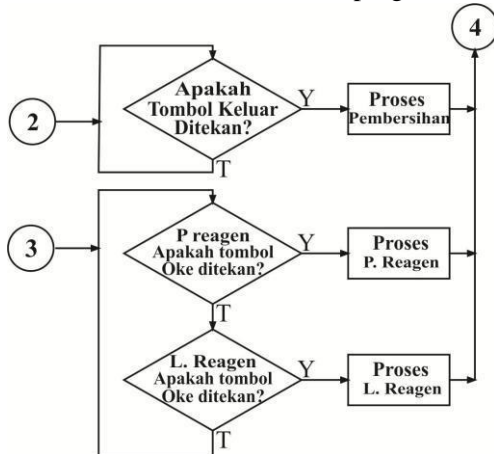 4
Apakah
Tombol Keluar
Ditekan?
Y
Proses
Pembersihan
2
T
3
P reagen
Apakah tombol
Oke ditekan?
Y
Proses
P. Reagen
T
L. Reagen
Apakah tombol
Oke ditekan?
Y
Proses
L. Reagen
T